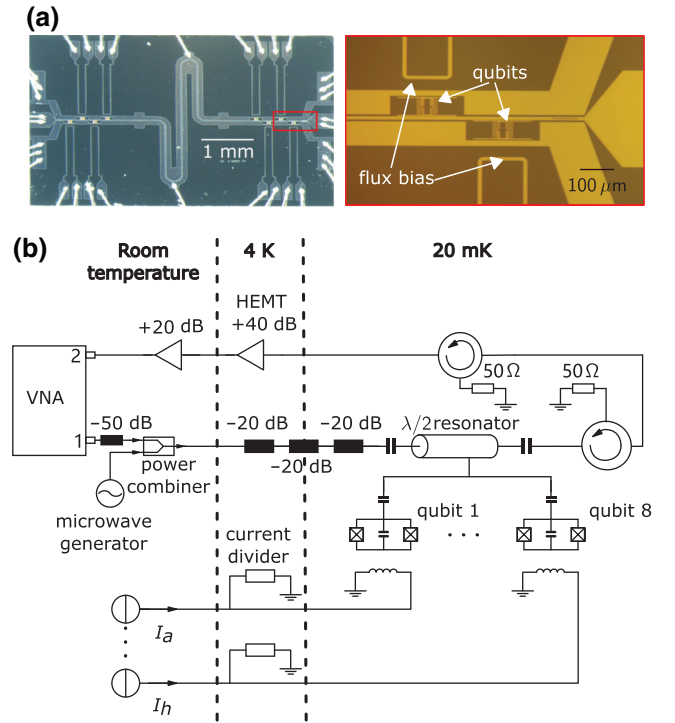 (a)
qubits
1 mm
flux bias
100 μm
(b)
Room temperature
4 K
20 mK
HEMT
+20 dB
+40 dB
2
50 Ω
50 Ω
VNA
−50 dB
−20 dB
−20 dB
λ/2 resonator
1
−20 dB
power combiner
qubit 1
qubit 8
. . .
microwave generator
current divider
I_a
I_h